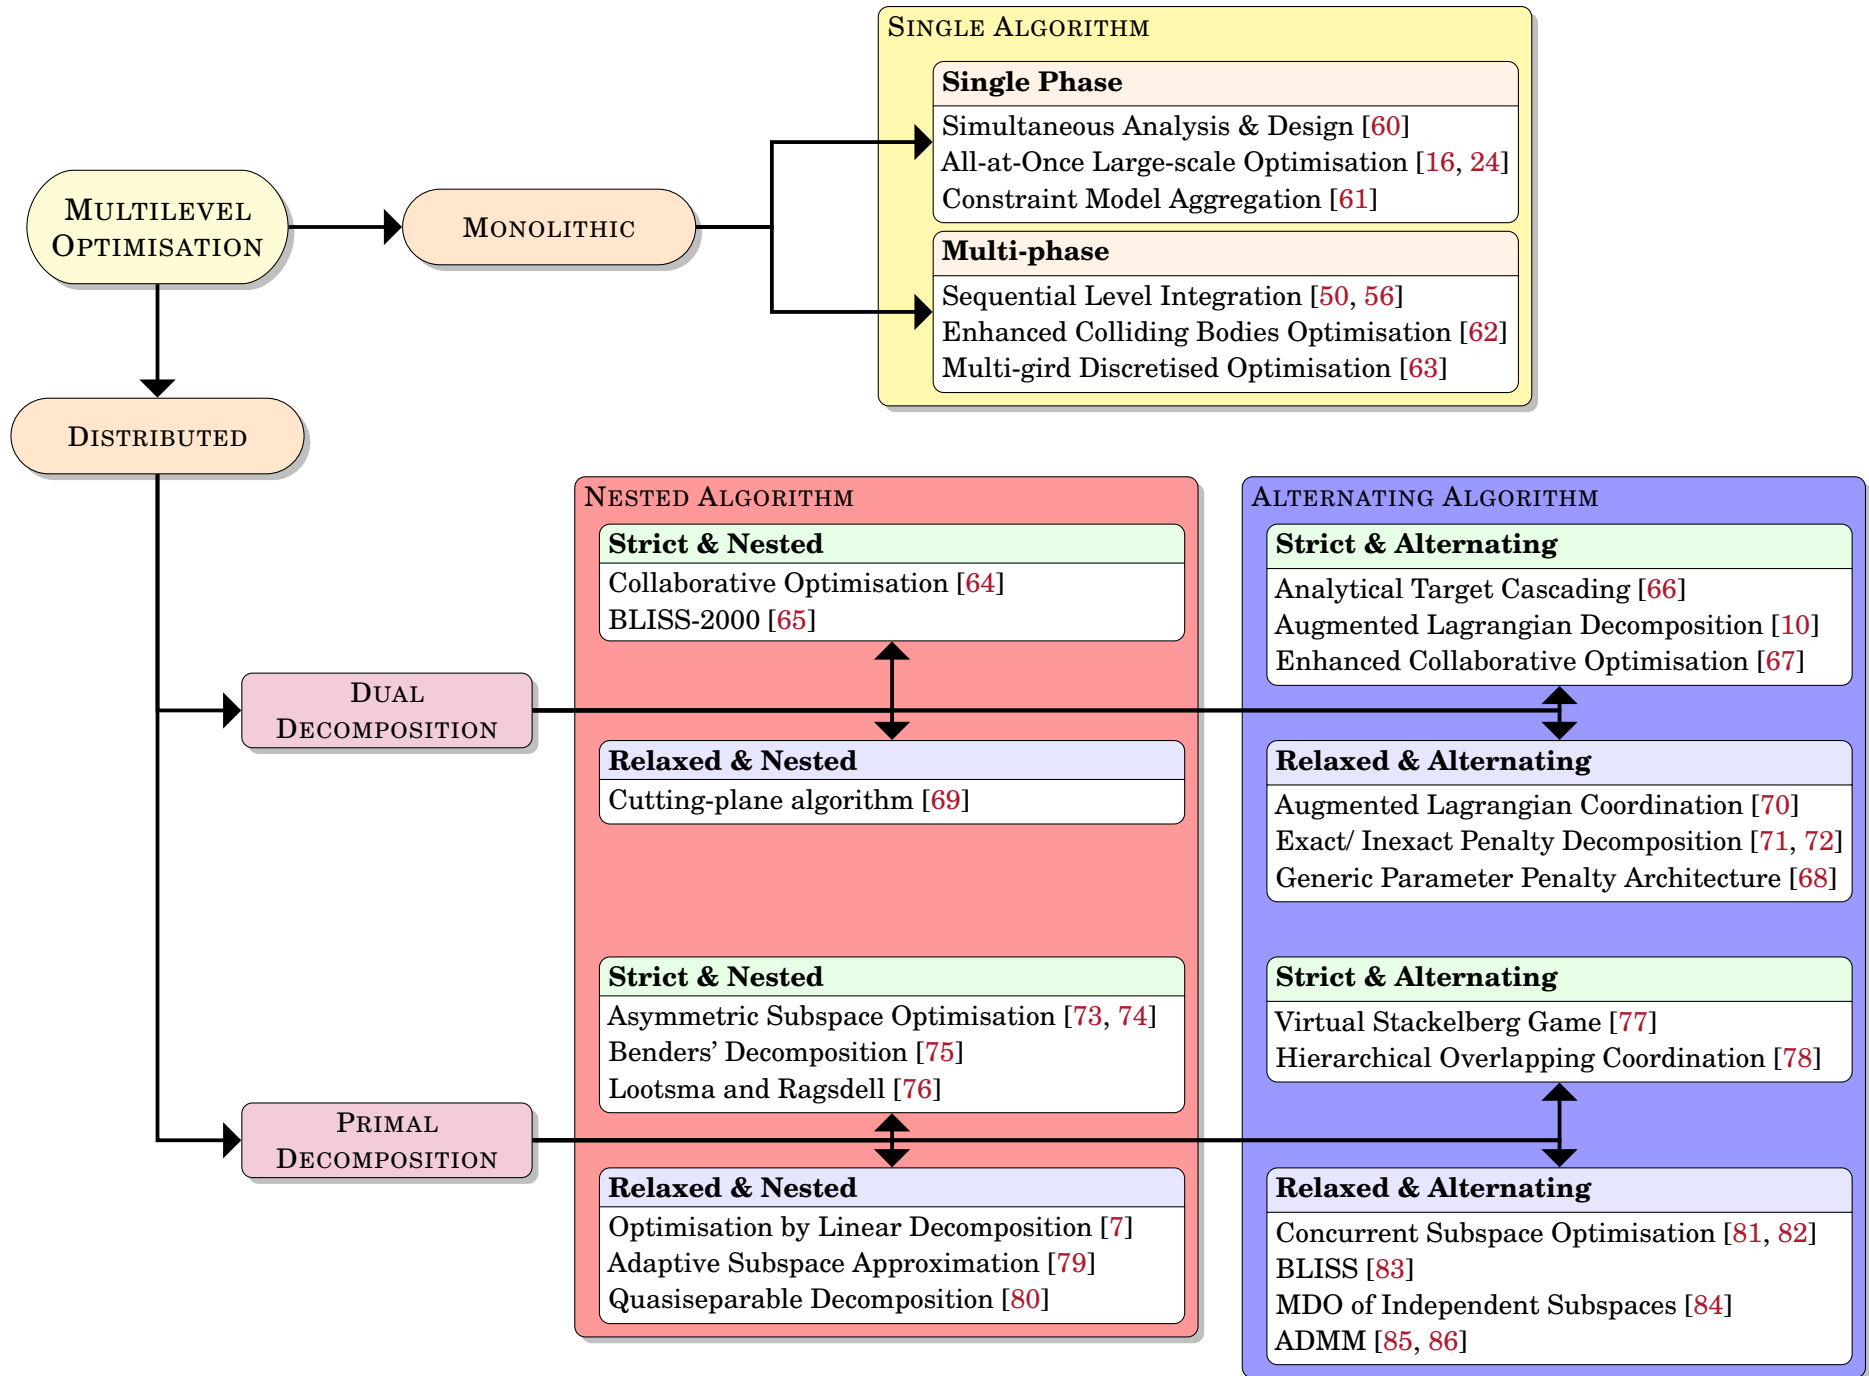 SINGLE ALGORITHM
Single Phase
Simultaneous Analysis & Design [60]
All-at-Once Large-scale Optimisation [16, 24]
Constraint Model Aggregation [61]
Multi-phase
Sequential Level Integration [50, 56]
Enhanced Colliding Bodies Optimisation [62]
Multi-gird Discretised Optimisation [63]
MULTILEVEL
OPTIMISATION
MONOLITHIC
DISTRIBUTED
NESTED ALGORITHM
Strict & Nested
Collaborative Optimisation [64]
BLISS-2000 [65]
ALTERNATING ALGORITHM
Strict & Alternating
Analytical Target Cascading [66]
Augmented Lagrangian Decomposition [10]
Enhanced Collaborative Optimisation [67]
DUAL
DECOMPOSITION
Relaxed & Nested
Cutting-plane algorithm [69]
Relaxed & Alternating
Augmented Lagrangian Coordination [70]
Exact/ Inexact Penalty Decomposition [71, 72]
Generic Parameter Penalty Architecture [68]
Strict & Nested
Asymmetric Subspace Optimisation [73, 74]
Benders’ Decomposition [75]
Lootsma and Ragsdell [76]
Strict & Alternating
Virtual Stackelberg Game [77]
Hierarchical Overlapping Coordination [78]
PRIMAL
DECOMPOSITION
Relaxed & Nested
Optimisation by Linear Decomposition [7]
Adaptive Subspace Approximation [79]
Quasiseparable Decomposition [80]
Relaxed & Alternating
Concurrent Subspace Optimisation [81, 82]
BLISS [83]
MDO of Independent Subspaces [84]
ADMM [85, 86]